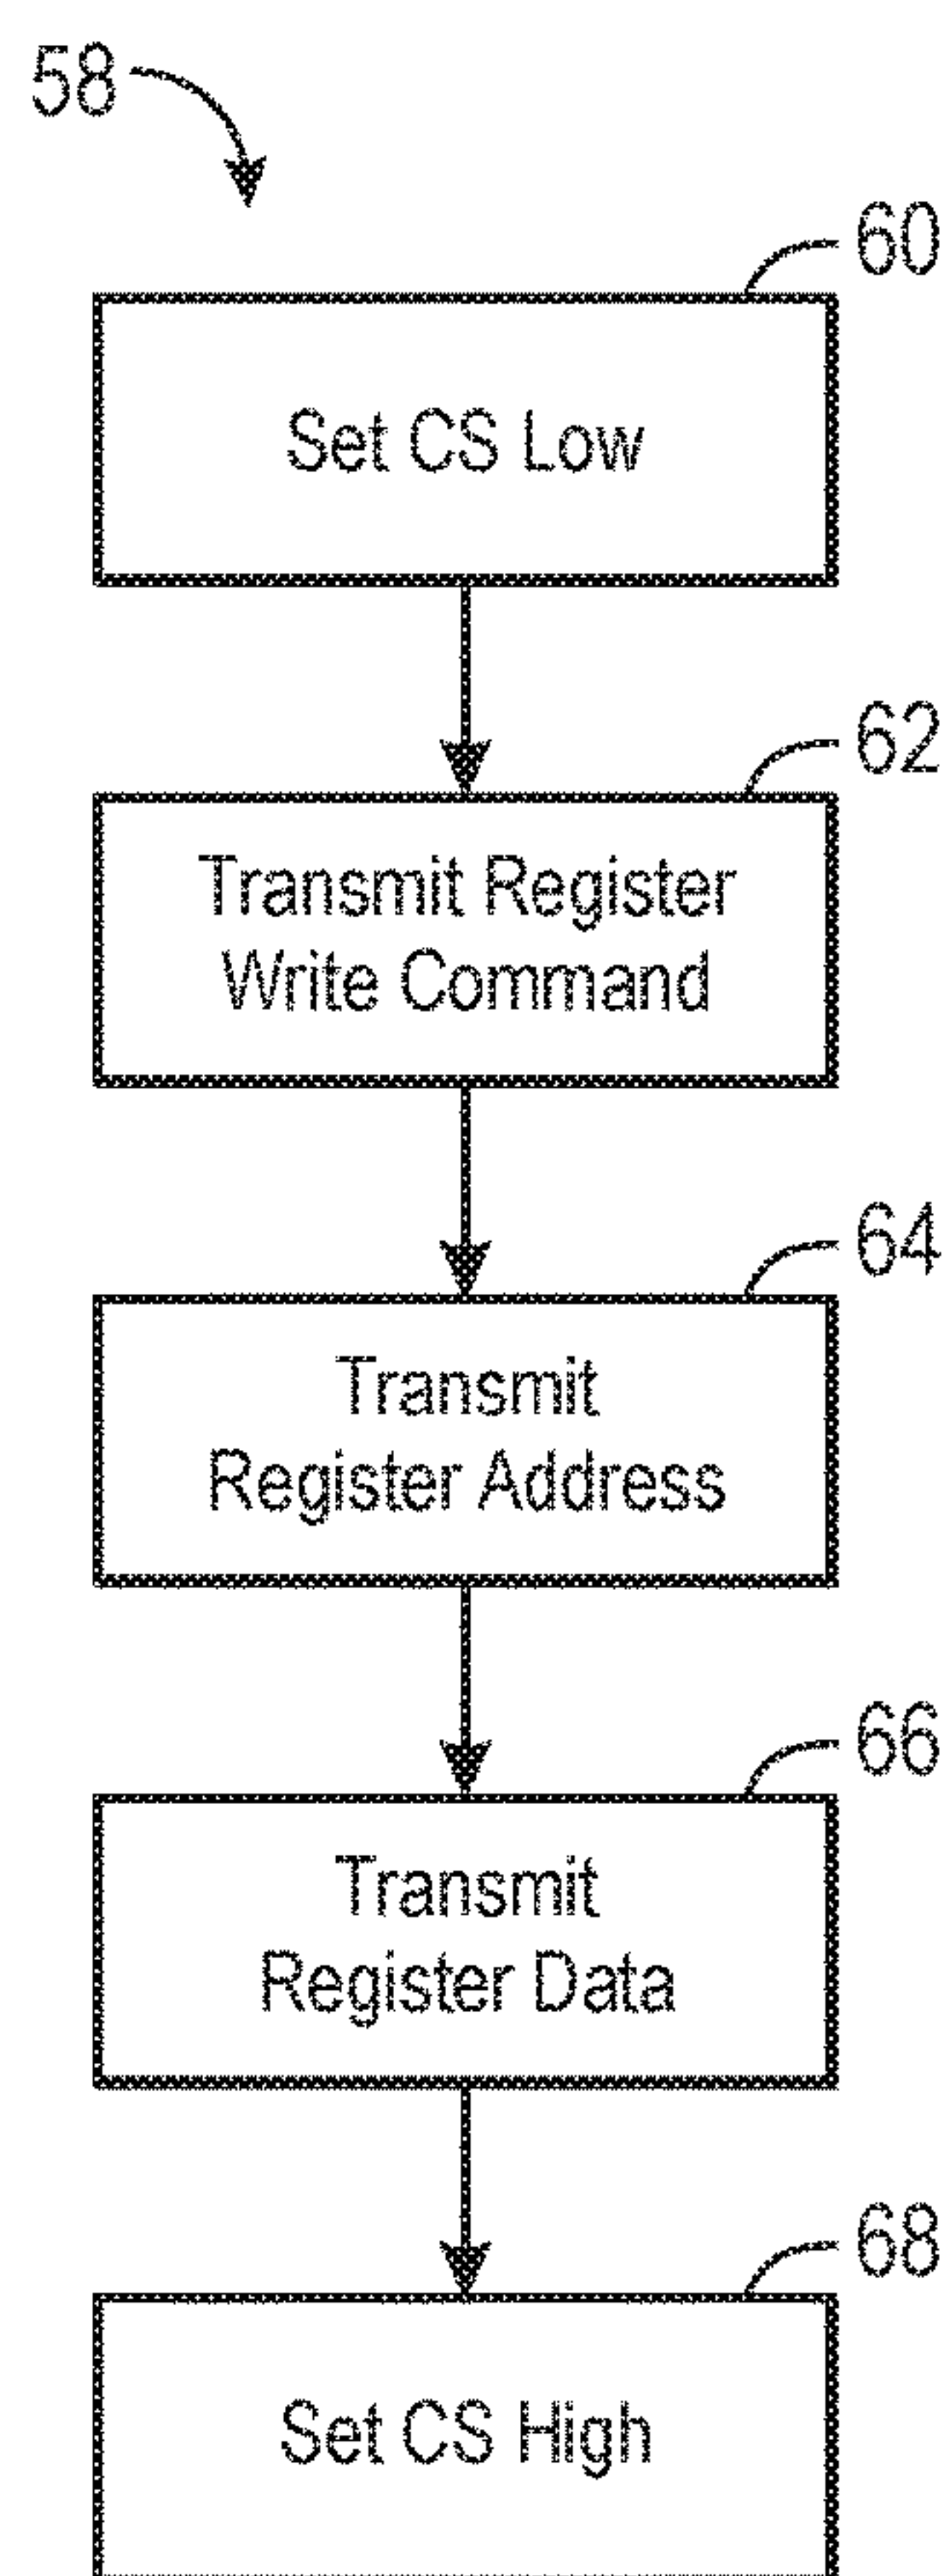 58
60
Set CS Low
62
Transmit Register
Write Command
64
Transmit
Register Address
66
Transmit
Register Data
68
Set CS High